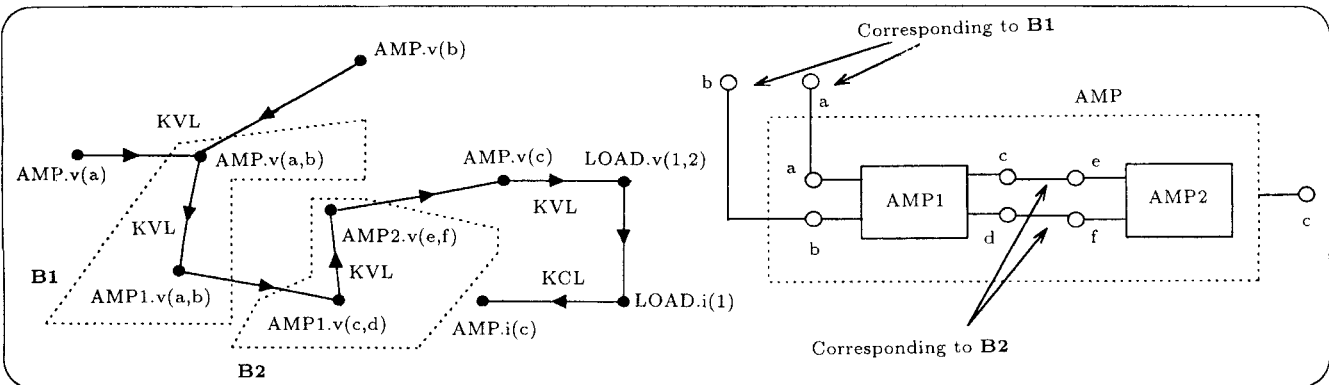 AMP.v(b)
KVL
AMP.v(a)
AMP.v(a,b)
KVL
B1
AMP1.v(a,b)
AMP2.v(e,f)
KVL
AMP1.v(c,d)
B2
AMP.v(c)
LOAD.v(1,2)
KVL
KCL
LOAD.i(1)
AMP.i(c)
Corresponding to B1
b
a
AMP
a
b
AMP1
c
d
e
f
AMP2
c
Corresponding to B2